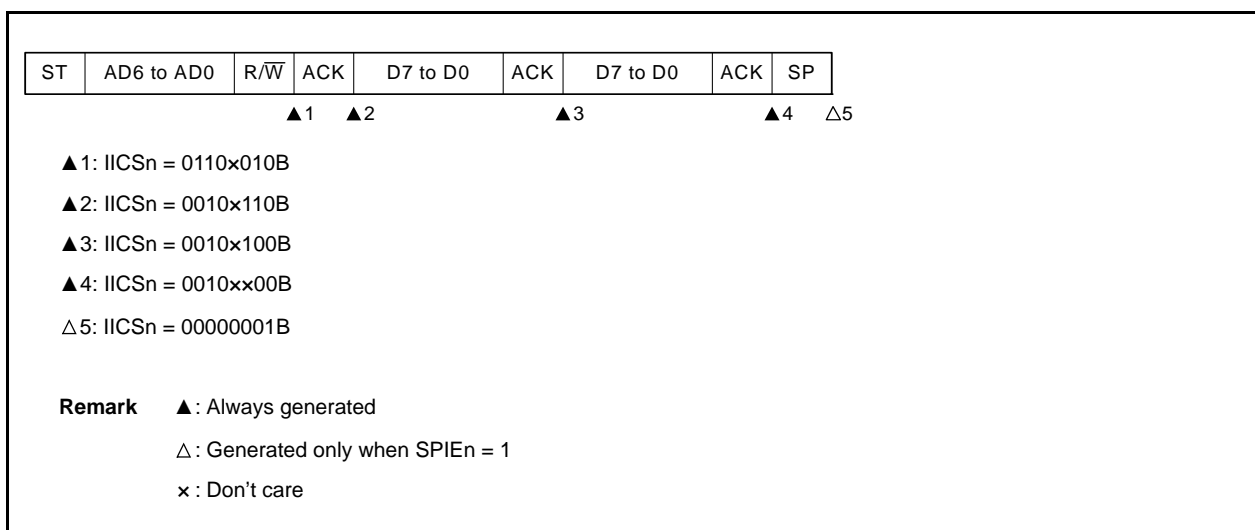 ST AD6 to AD0 R/W̅ ACK D7 to D0 ACK D7 to D0 ACK SP
▲1 ▲2 ▲3 ▲4 △5
▲1: IICSn = 0110×010B
▲2: IICSn = 0010×110B
▲3: IICSn = 0010×100B
▲4: IICSn = 0010××00B
△5: IICSn = 00000001B
Remark ▲: Always generated
△: Generated only when SPIEn = 1
×: Don't care